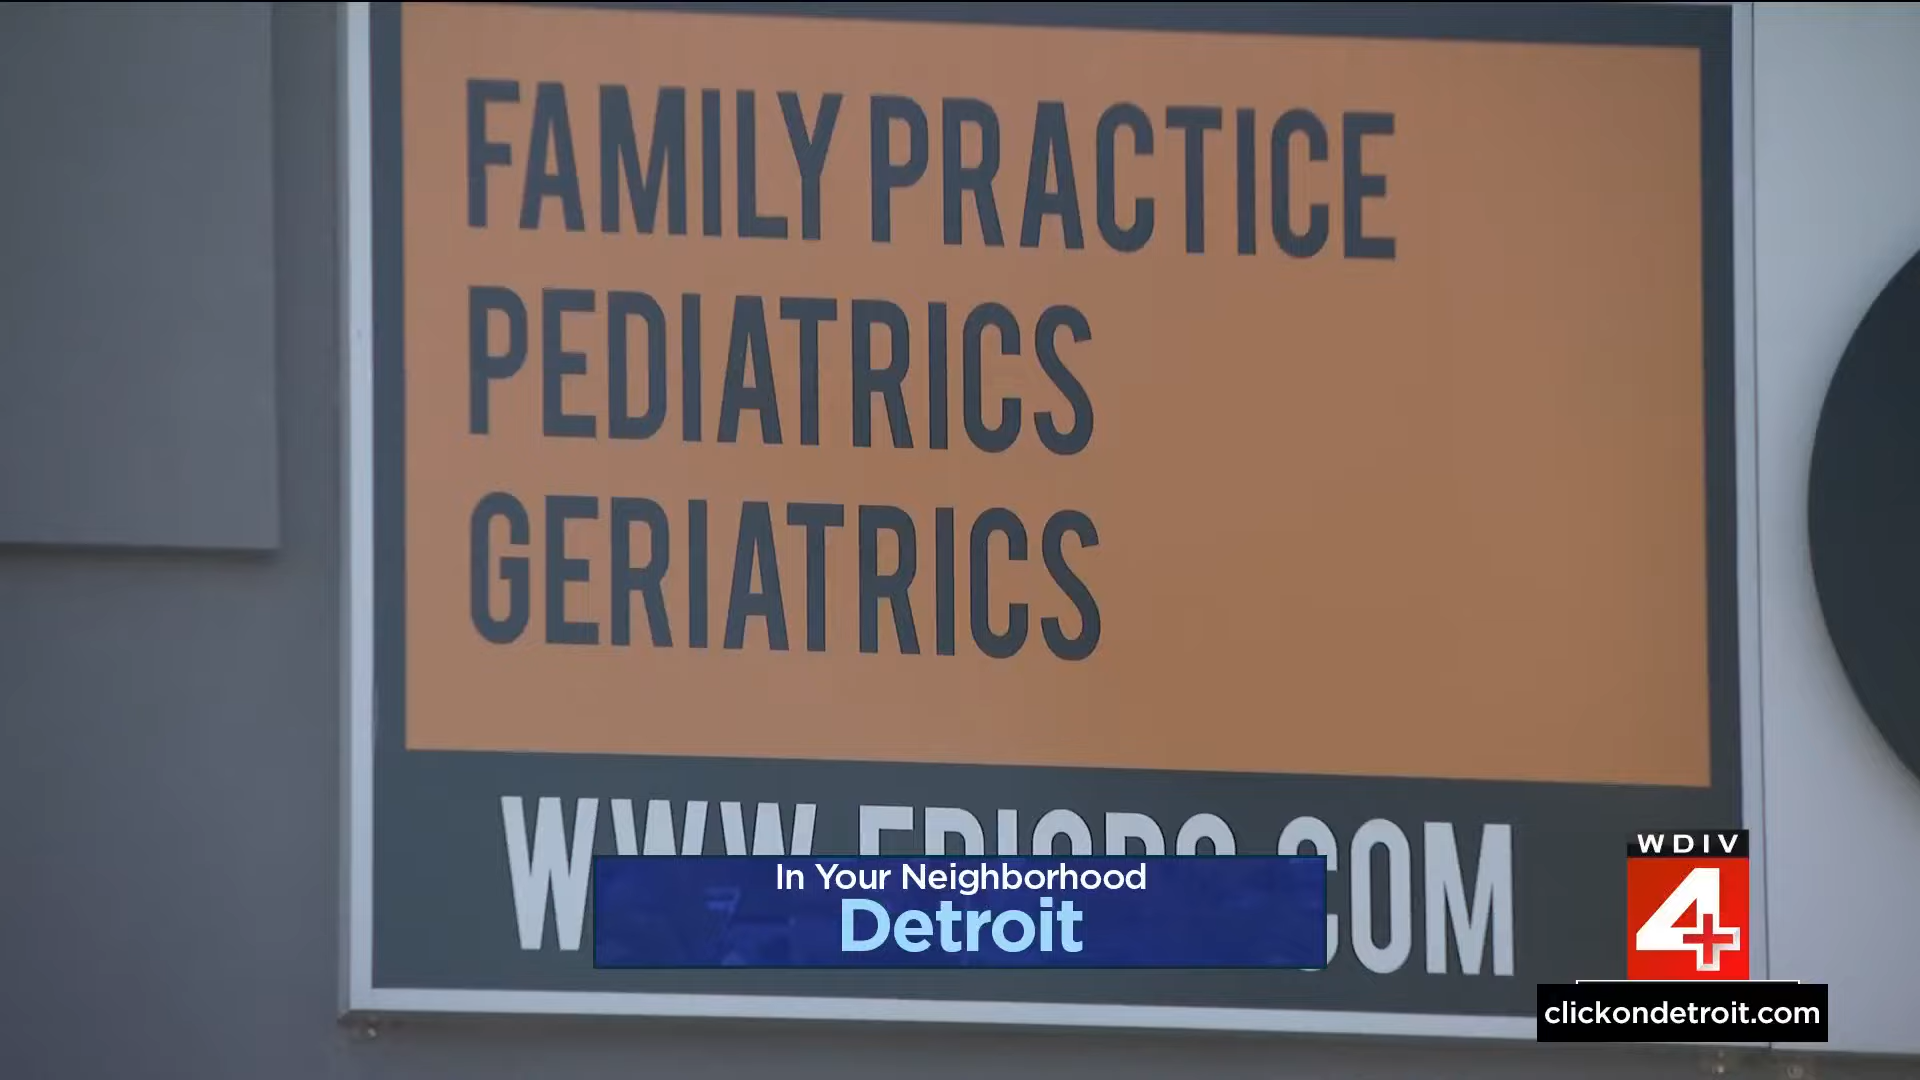 FAMILY PRACTICE
PEDIATRICS
GERIATRICS
In Your Neighborhood
Detroit
WDIV
4
clickondetroit.com